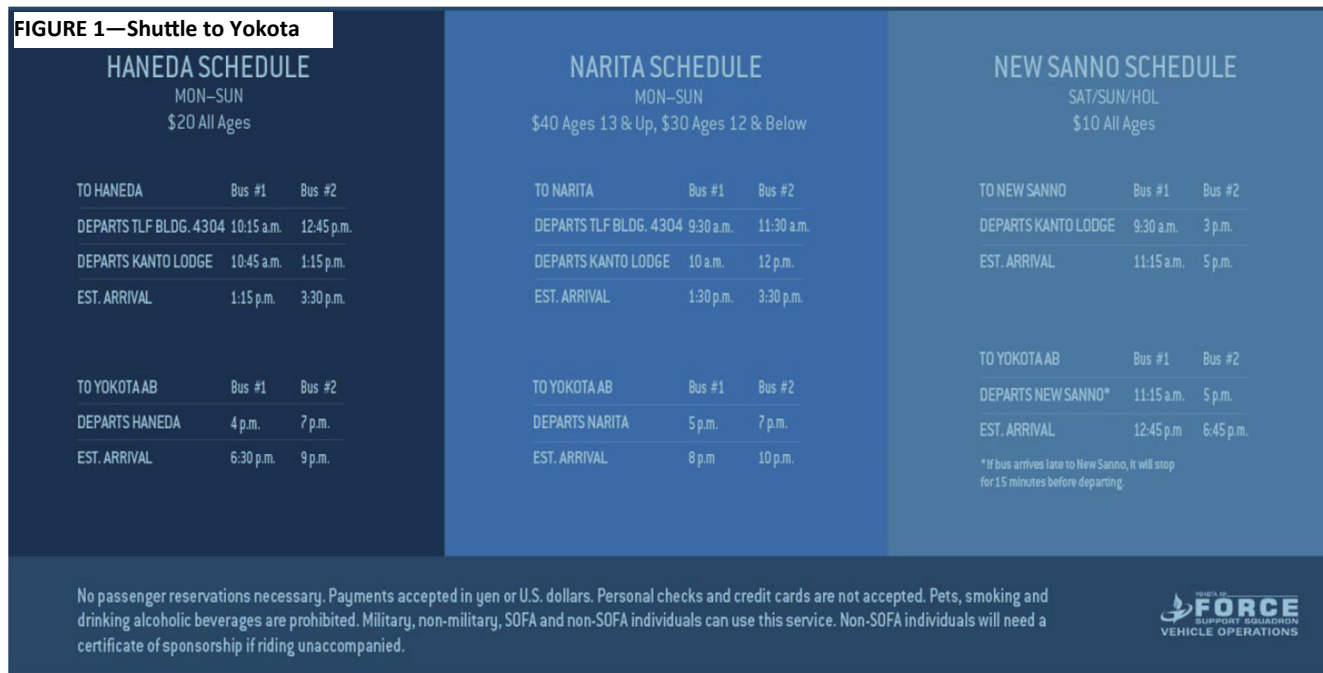 FIGURE 1—Shuttle to Yokota
HANEDA SCHEDULE
MON–SUN
$20 All Ages
TO HANEDA Bus #1 Bus #2
DEPARTS TLF BLDG. 4304 10:15 a.m. 12:45 p.m.
DEPARTS KANTO LODGE 10:45 a.m. 1:15 p.m.
EST. ARRIVAL 1:15 p.m. 3:30 p.m.
TO YOKOTA AB Bus #1 Bus #2
DEPARTS HANEDA 4 p.m. 7 p.m.
EST. ARRIVAL 6:30 p.m. 9 p.m.
NARITA SCHEDULE
MON–SUN
$40 Ages 13 & Up, $30 Ages 12 & Below
TO NARITA Bus #1 Bus #2
DEPARTS TLF BLDG. 4304 9:30 a.m. 11:30 a.m.
DEPARTS KANTO LODGE 10 a.m. 12 p.m.
EST. ARRIVAL 1:30 p.m. 3:30 p.m.
TO YOKOTA AB Bus #1 Bus #2
DEPARTS NARITA 5 p.m. 7 p.m.
EST. ARRIVAL 8 p.m 10 p.m.
NEW SANNO SCHEDULE
SAT/SUN/HOL
$10 All Ages
TO NEW SANNO Bus #1 Bus #2
DEPARTS KANTO LODGE 9:30 a.m. 3 p.m.
EST. ARRIVAL 11:15 a.m. 5 p.m.
TO YOKOTA AB Bus #1 Bus #2
DEPARTS NEW SANNO* 11:15 a.m. 5 p.m.
EST. ARRIVAL 12:45 p.m 6:45 p.m.
*If bus arrives late to New Sanno, it will stop
for 15 minutes before departing.
No passenger reservations necessary. Payments accepted in yen or U.S. dollars. Personal checks and credit cards are not accepted. Pets, smoking and
drinking alcoholic beverages are prohibited. Military, non-military, SOFA and non-SOFA individuals can use this service. Non-SOFA individuals will need a
certificate of sponsorship if riding unaccompanied.
YOKOTA AB
FORCE
SUPPORT SQUADRON
VEHICLE OPERATIONS